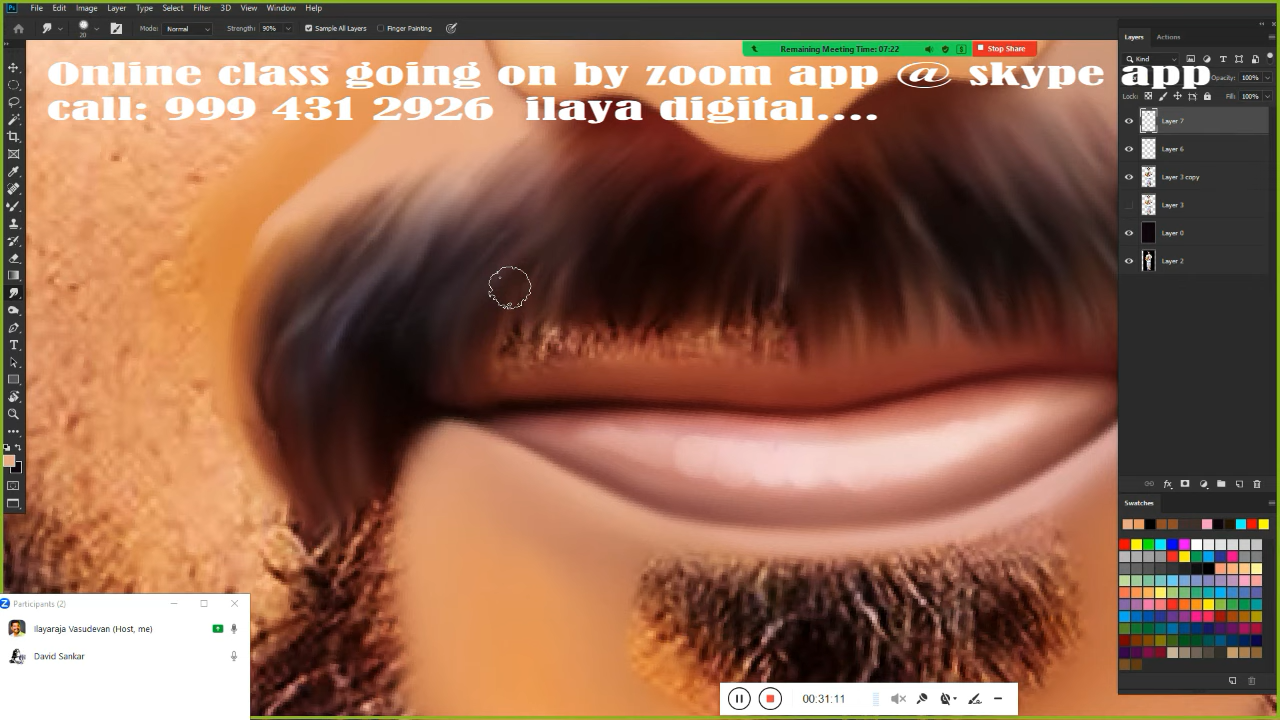 File Edit Image Layer Type Select Filter 3D View Window Help
Mode: Normal Strength: 90% Sample All Layers Finger Painting
20
Remaining Meeting Time: 07:22 Stop Share
Online class going on by zoom app @ skype app
call: 999 431 2926 ilaya digital....
Layers Actions
Kind
Opacity: 100%
Lock: Fill: 100%
Layer 7
Layer 6
Layer 3 copy
Layer 3
Layer 0
Layer 2
Swatches
Participants (2)
Ilayaraja Vasudevan (Host, me)
David Sankar
00:31:11